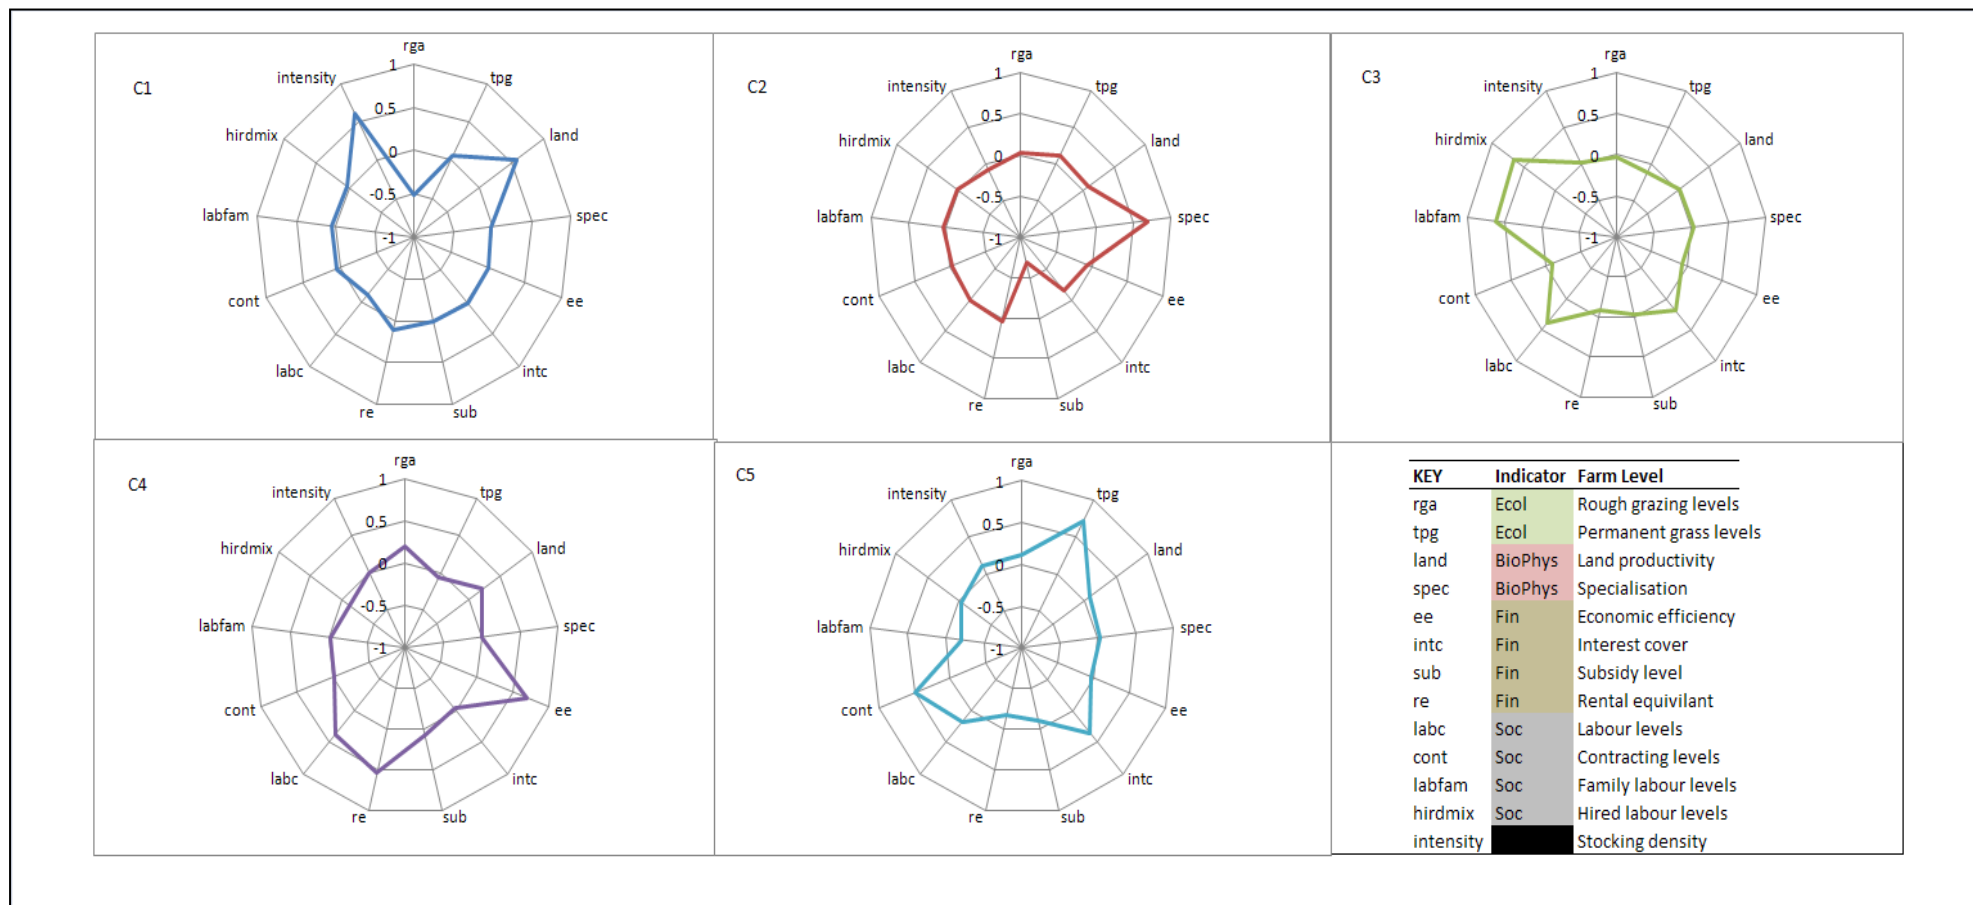 C1
rga
1
tpg
intensity
0.5
land
hirdmix
0
-0.5
spec
labfam
-1
cont
ee
labc
intc
re
sub
C2
rga
1
tpg
intensity
0.5
land
hirdmix
0
-0.5
spec
labfam
-1
cont
ee
labc
intc
re
sub
C3
rga
1
tpg
intensity
0.5
land
hirdmix
0
-0.5
spec
labfam
-1
cont
ee
labc
intc
re
sub
C4
rga
1
tpg
intensity
0.5
land
hirdmix
0
-0.5
spec
labfam
-1
cont
ee
labc
intc
re
sub
C5
rga
1
tpg
intensity
0.5
land
hirdmix
0
-0.5
spec
labfam
-1
cont
ee
labc
intc
re
sub
KEY Indicator Farm Level
rga Ecol Rough grazing levels
tpg Ecol Permanent grass levels
land BioPhys Land productivity
spec BioPhys Specialisation
ee Fin Economic efficiency
intc Fin Interest cover
sub Fin Subsidy level
re Fin Rental equivilant
labc Soc Labour levels
cont Soc Contracting levels
labfam Soc Family labour levels
hirdmix Soc Hired labour levels
intensity Stocking density